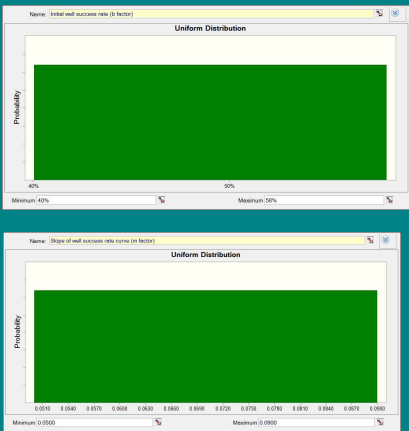 Name: Initial well success rate (b factor)
Uniform Distribution
Probability
40% 50%
Minimum 40% Maximum 58%
Name: Slope of well success rate curve (m factor)
Uniform Distribution
Probability
0.0510 0.0540 0.0570 0.0600 0.0630 0.0660 0.0690 0.0720 0.0750 0.0780 0.0810 0.0840 0.0870 0.0900
Minimum 0.0500 Maximum 0.0900